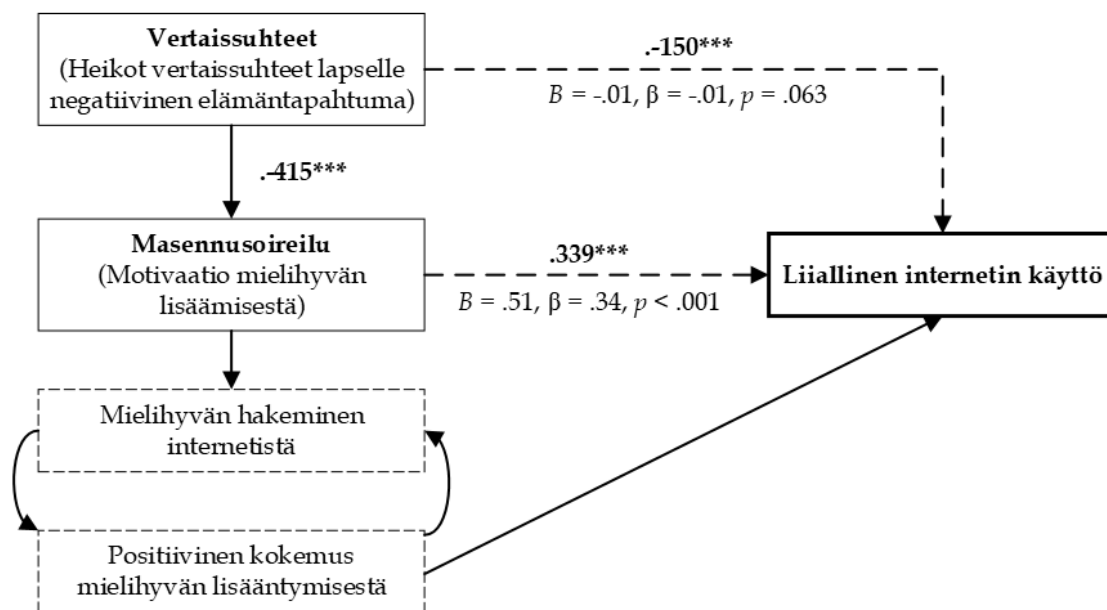 Vertaissuhteet
(Heikot vertaissuhteet lapselle
negatiivinen elämäntapahtuma)
.-150***
B = -.01, β = -.01, p = .063
.-415***
Masennusoireilu
(Motivaatio mielihyvän
lisäämisestä)
.339***
B = .51, β = .34, p < .001
Liiallinen internetin käyttö
Mielihyvän hakeminen
internetistä
Positiivinen kokemus
mielihyvän lisääntymisestä